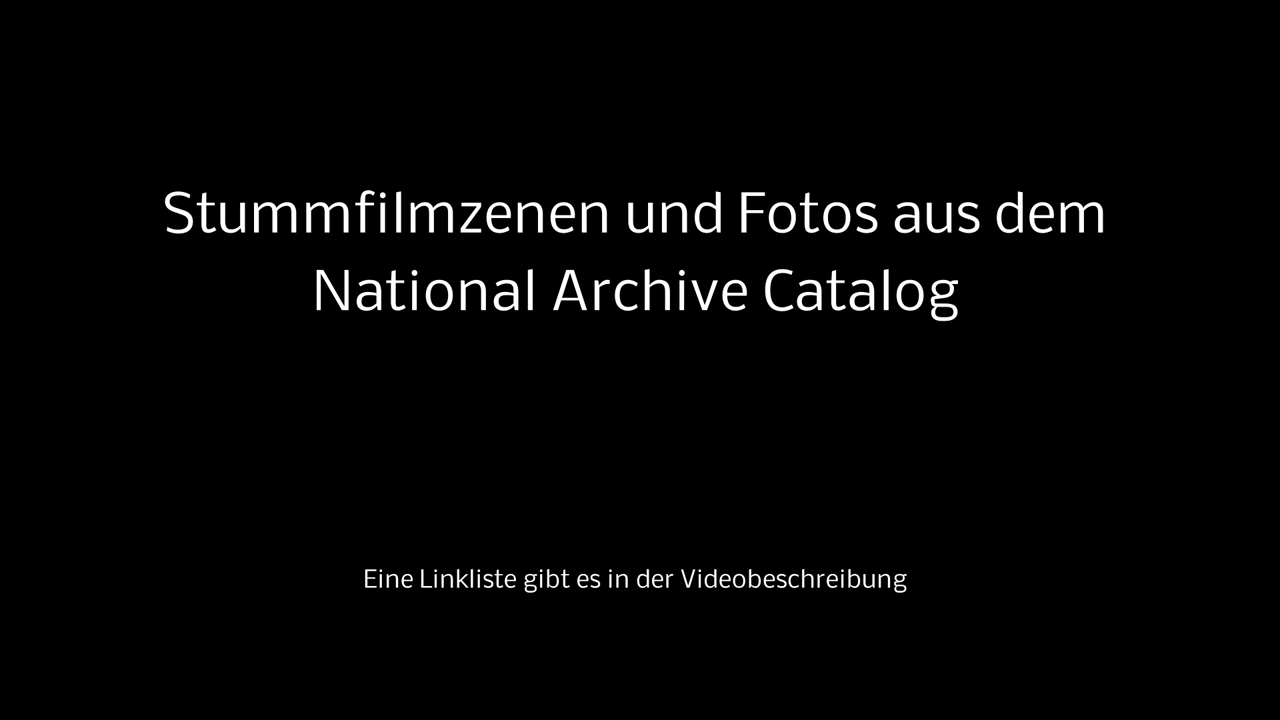 Stummfilmzenen und Fotos aus dem
National Archive Catalog
Eine Linkliste gibt es in der Videobeschreibung